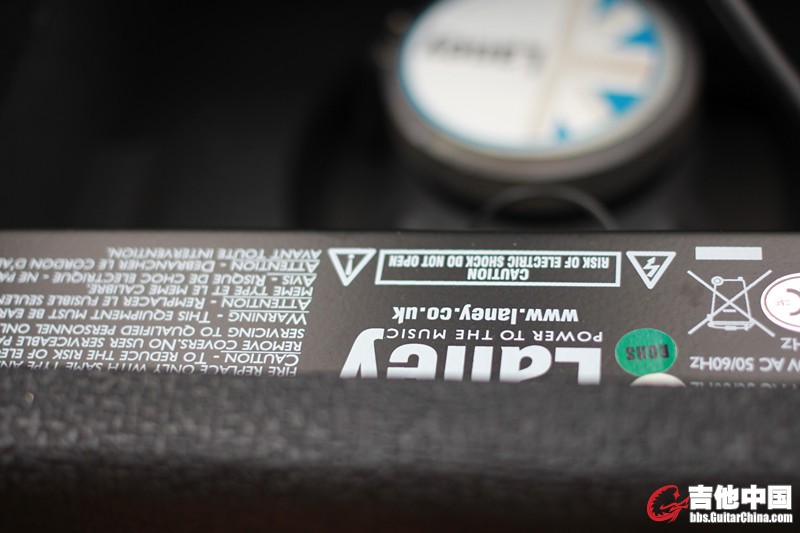 Laney
V AC 50/60HZ
RoHS
CE
Laney
POWER TO THE MUSIC
www.laney.co.uk
CAUTION
RISK OF ELECTRIC SHOCK DO NOT OPEN
FIRE REPLACE ONLY WITH SAME TYPE AND
CAUTION - TO REDUCE THE RISK OF
REMOVE COVERS.NO USER SERVICEABLE
SERVICING TO QUALIFIED PERSONNEL
WARNING - THIS EQUIPMENT MUST BE
ATTENTION - REPLACER LE FUSIBLE
MEME TYPE ET LE MEME CALIBRE.
AVIS - RISQUE DE CHOC ELECTRIQUE - NE
ATTENTION - DEBRANCHER LE CORDON
AVANT TOUTE INTERVENTION.
吉他中国
bbs.GuitarChina.com